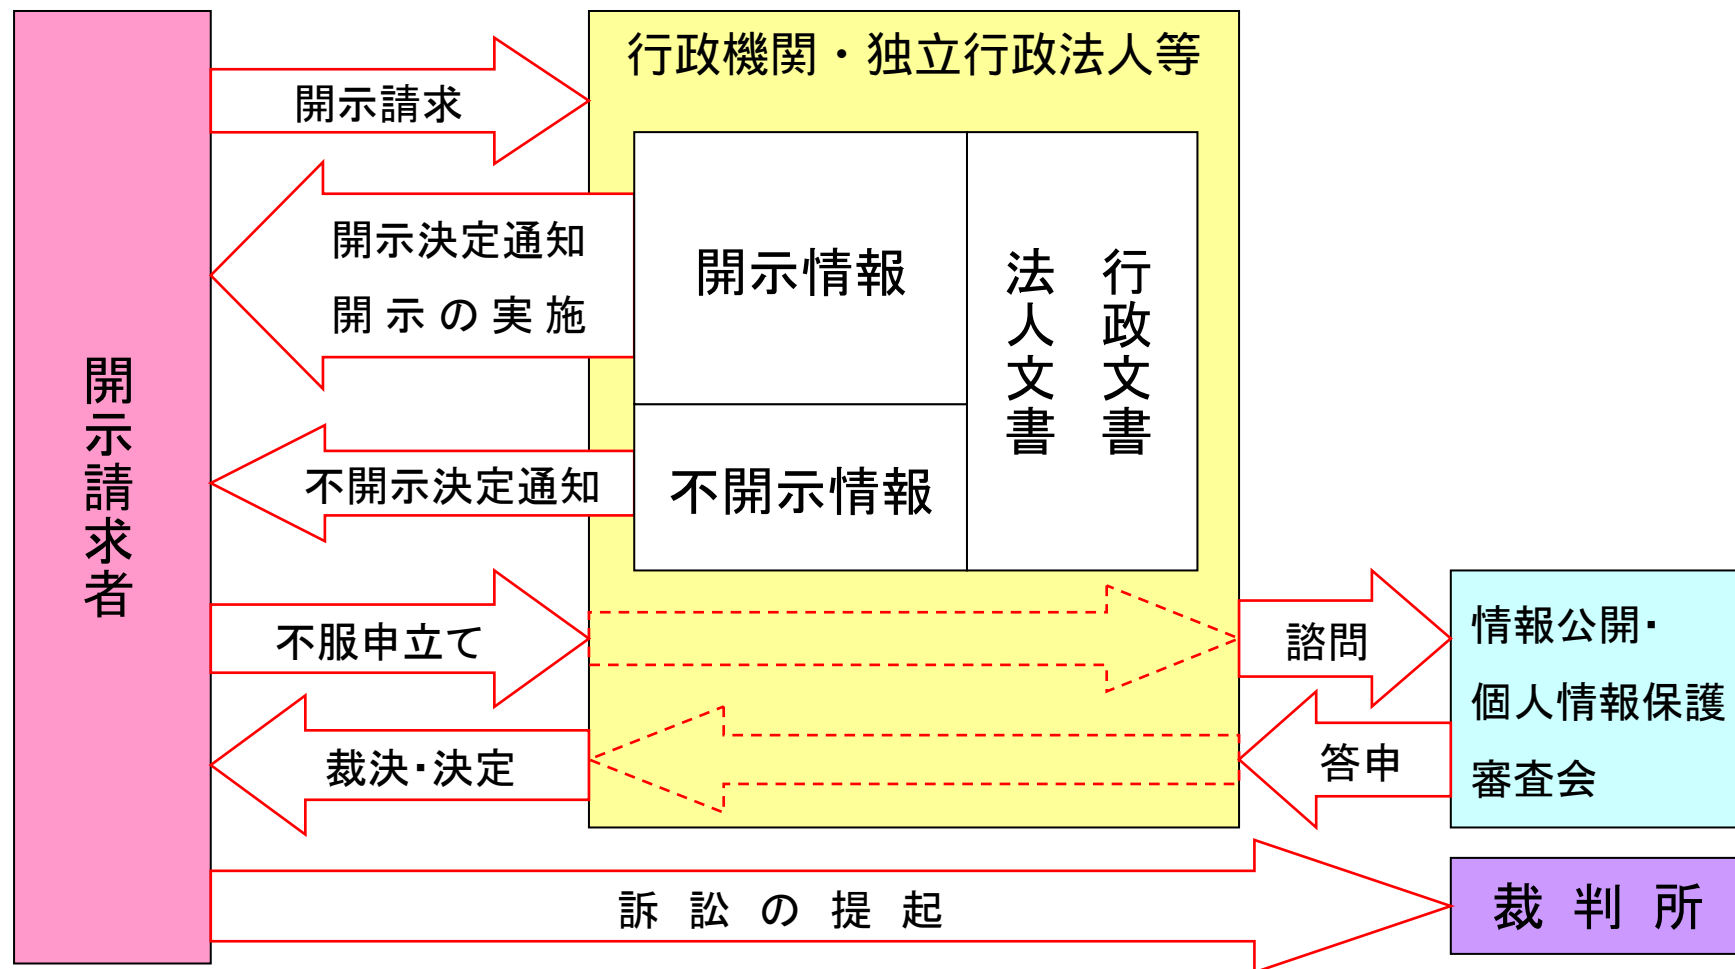 行政機関・独立行政法人等
開示請求
開示決定通知
開示の実施
開示情報
行政文書
法人文書
開示請求者
不開示決定通知
不開示情報
不服申立て
諮問
情報公開・
個人情報保護
審査会
裁決・決定
答申
訴訟の提起
裁判所